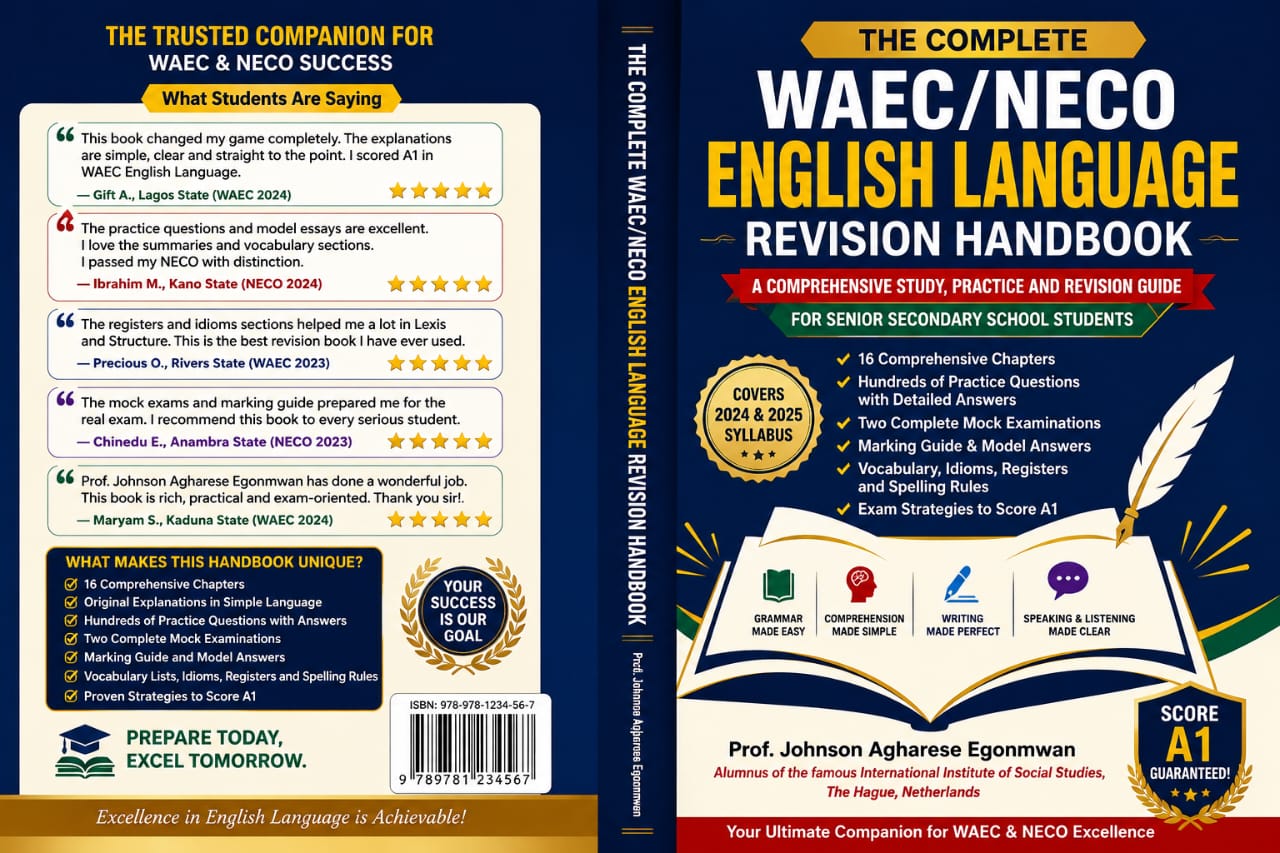 THE TRUSTED COMPANION FOR
WAEC & NECO SUCCESS
What Students Are Saying
“ This book changed my game completely. The explanations
are simple, clear and straight to the point. I scored A1 in
WAEC English Language.
— Gift A., Lagos State (WAEC 2024)
The practice questions and model essays are excellent.
I love the summaries and vocabulary sections.
I passed my NECO with distinction.
— Ibrahim M., Kano State (NECO 2024)
“ The registers and idioms sections helped me a lot in Lexis
and Structure. This is the best revision book I have ever used.
— Precious O., Rivers State (WAEC 2023)
“ The mock exams and marking guide prepared me for the
real exam. I recommend this book to every serious student.
— Chinedu E., Anambra State (NECO 2023)
“ Prof. Johnson Agharese Egonmwan has done a wonderful job.
This book is rich, practical and exam-oriented. Thank you sir!.
— Maryam S., Kaduna State (WAEC 2024)
WHAT MAKES THIS HANDBOOK UNIQUE?
16 Comprehensive Chapters
Original Explanations in Simple Language
Hundreds of Practice Questions with Answers
Two Complete Mock Examinations
Marking Guide and Model Answers
Vocabulary Lists, Idioms, Registers and Spelling Rules
Proven Strategies to Score A1
YOUR
SUCCESS
IS OUR
GOAL
PREPARE TODAY,
EXCEL TOMORROW.
ISBN: 978-978-1234-56-7
9 789781 234567
Excellence in English Language is Achievable!
THE COMPLETE WAEC/NECO ENGLISH LANGUAGE REVISION HANDBOOK
THE COMPLETE
WAEC/NECO
ENGLISH LANGUAGE
REVISION HANDBOOK
A COMPREHENSIVE STUDY, PRACTICE AND REVISION GUIDE
FOR SENIOR SECONDARY SCHOOL STUDENTS
COVERS
2024 & 2025
SYLLABUS
16 Comprehensive Chapters
Hundreds of Practice Questions
with Detailed Answers
Two Complete Mock Examinations
Marking Guide & Model Answers
Vocabulary, Idioms, Registers
and Spelling Rules
Exam Strategies to Score A1
GRAMMAR
MADE EASY
COMPREHENSION
MADE SIMPLE
WRITING
MADE PERFECT
SPEAKING & LISTENING
MADE CLEAR
Prof. Johnson Agharese Egonmwan
Alumnus of the famous International Institute of Social Studies,
The Hague, Netherlands
SCORE
A1
GUARANTEED!
Your Ultimate Companion for WAEC & NECO Excellence